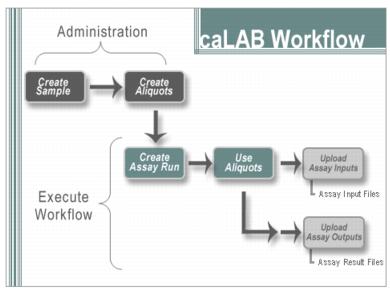 caLAB Workflow
Administration
Create
Sample
Create
Aliquots
Create
Assay Run
Use
Aliquots
Upload
Assay Inputs
Assay Input Files
Execute
Workflow
Upload
Assay Outputs
Assay Result Files